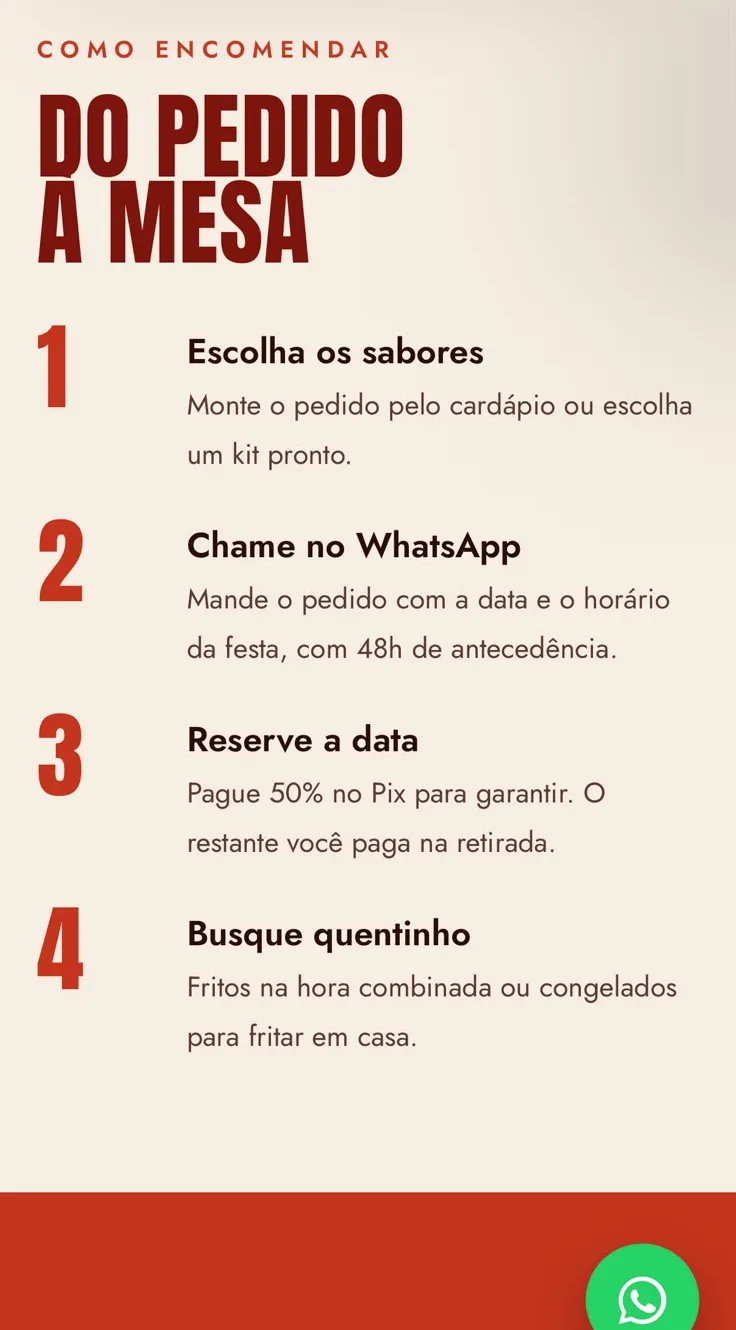 COMO ENCOMENDAR
DO PEDIDO
À MESA
1
Escolha os sabores
Monte o pedido pelo cardápio ou escolha
um kit pronto.
2
Chame no WhatsApp
Mande o pedido com a data e o horário
da festa, com 48h de antecedência.
3
Reserve a data
Pague 50% no Pix para garantir. O
restante você paga na retirada.
4
Busque quentinho
Fritos na hora combinada ou congelados
para fritar em casa.